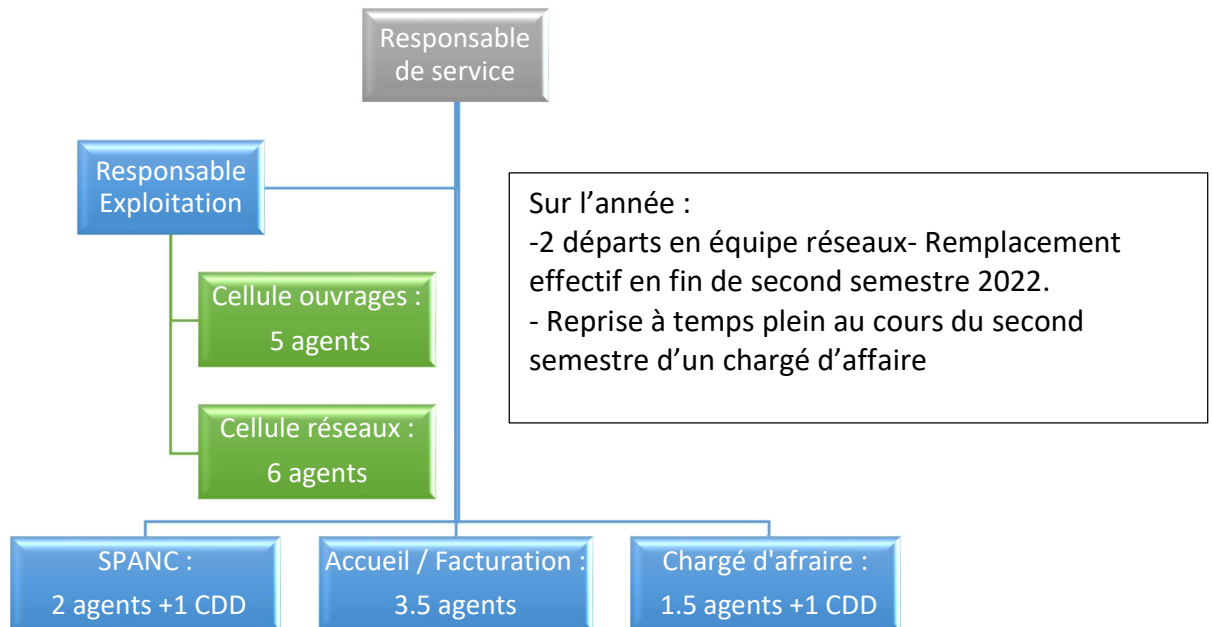 Responsable
de service
Responsable
Exploitation
Sur l’année :
-2 départs en équipe réseaux- Remplacement
effectif en fin de second semestre 2022.
- Reprise à temps plein au cours du second
semestre d’un chargé d’affaire
Cellule ouvrages :
5 agents
Cellule réseaux :
6 agents
SPANC :
2 agents +1 CDD
Accueil / Facturation :
3.5 agents
Chargé d'afraire :
1.5 agents +1 CDD